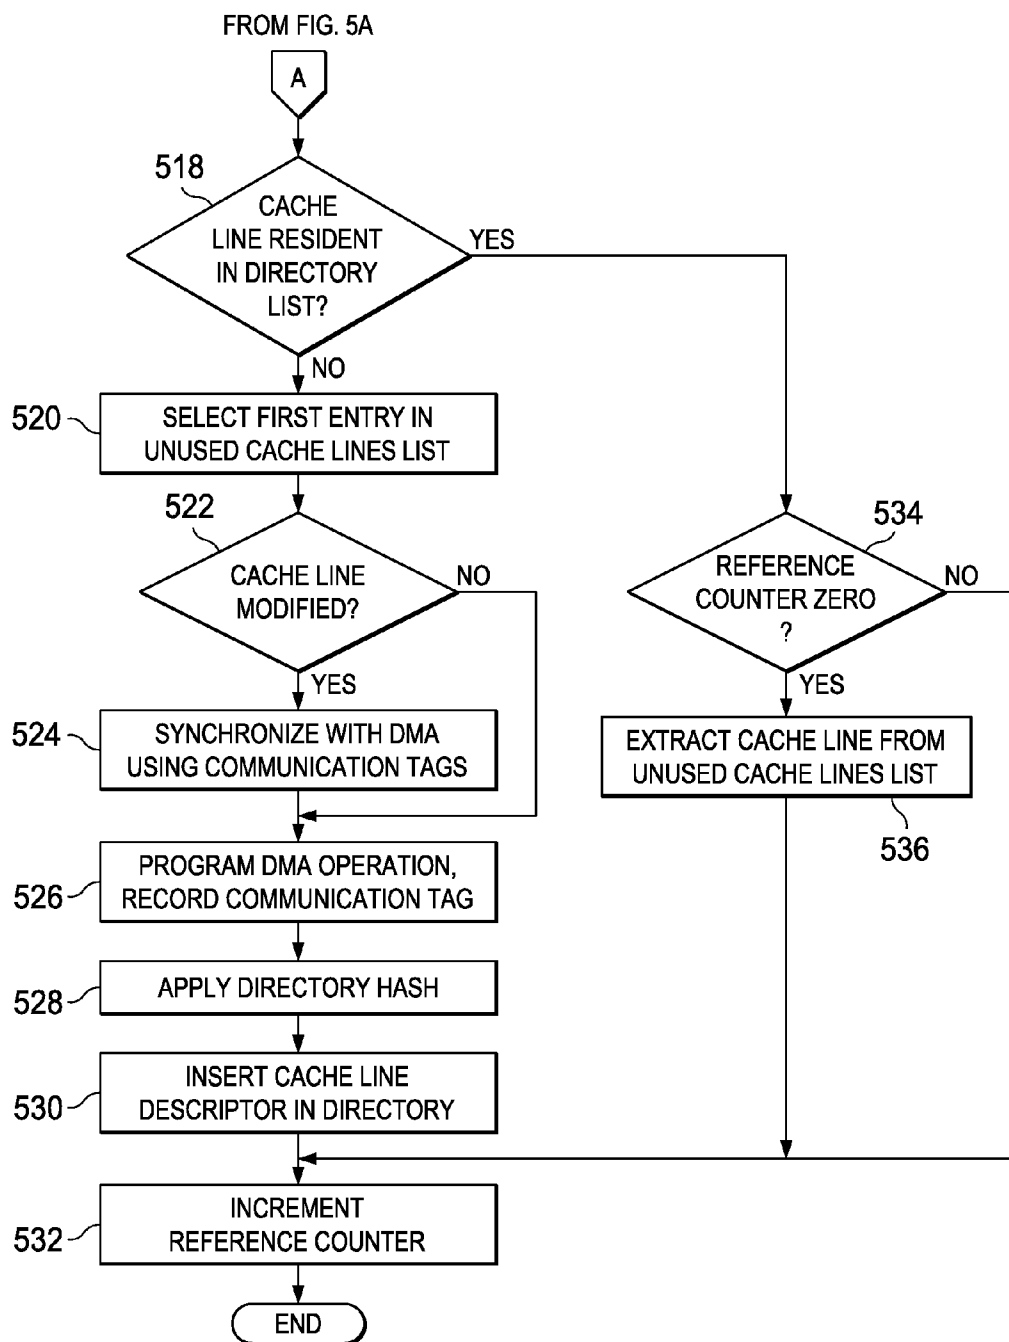 FROM FIG. 5A
A
518
CACHE
LINE RESIDENT
IN DIRECTORY
LIST?
YES
NO
520
SELECT FIRST ENTRY IN
UNUSED CACHE LINES LIST
522
CACHE LINE
MODIFIED?
NO
YES
534
REFERENCE
COUNTER ZERO
?
NO
YES
524
SYNCHRONIZE WITH DMA
USING COMMUNICATION TAGS
EXTRACT CACHE LINE FROM
UNUSED CACHE LINES LIST
536
526
PROGRAM DMA OPERATION,
RECORD COMMUNICATION TAG
528
APPLY DIRECTORY HASH
530
INSERT CACHE LINE
DESCRIPTOR IN DIRECTORY
532
INCREMENT
REFERENCE COUNTER
END